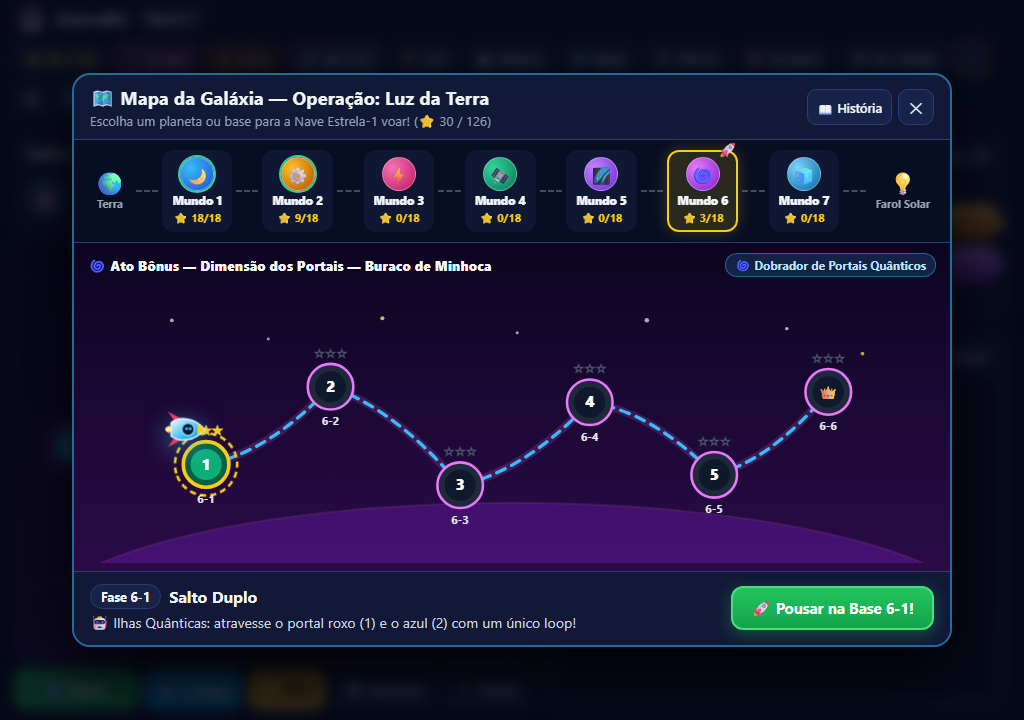 Mapa da Galáxia — Operação: Luz da Terra
Escolha um planeta ou base para a Nave Estrela-1 voar! (⭐ 30 / 126)
História
Terra
Mundo 1
18/18
Mundo 2
9/18
Mundo 3
0/18
Mundo 4
0/18
Mundo 5
0/18
Mundo 6
3/18
Mundo 7
0/18
Farol Solar
Ato Bônus — Dimensão dos Portais — Buraco de Minhoca
Dobrador de Portais Quânticos
1
6-1
2
6-2
3
6-3
4
6-4
5
6-5
6-6
Fase 6-1
Salto Duplo
Ilhas Quânticas: atravesse o portal roxo (1) e o azul (2) com um único loop!
Pousar na Base 6-1!